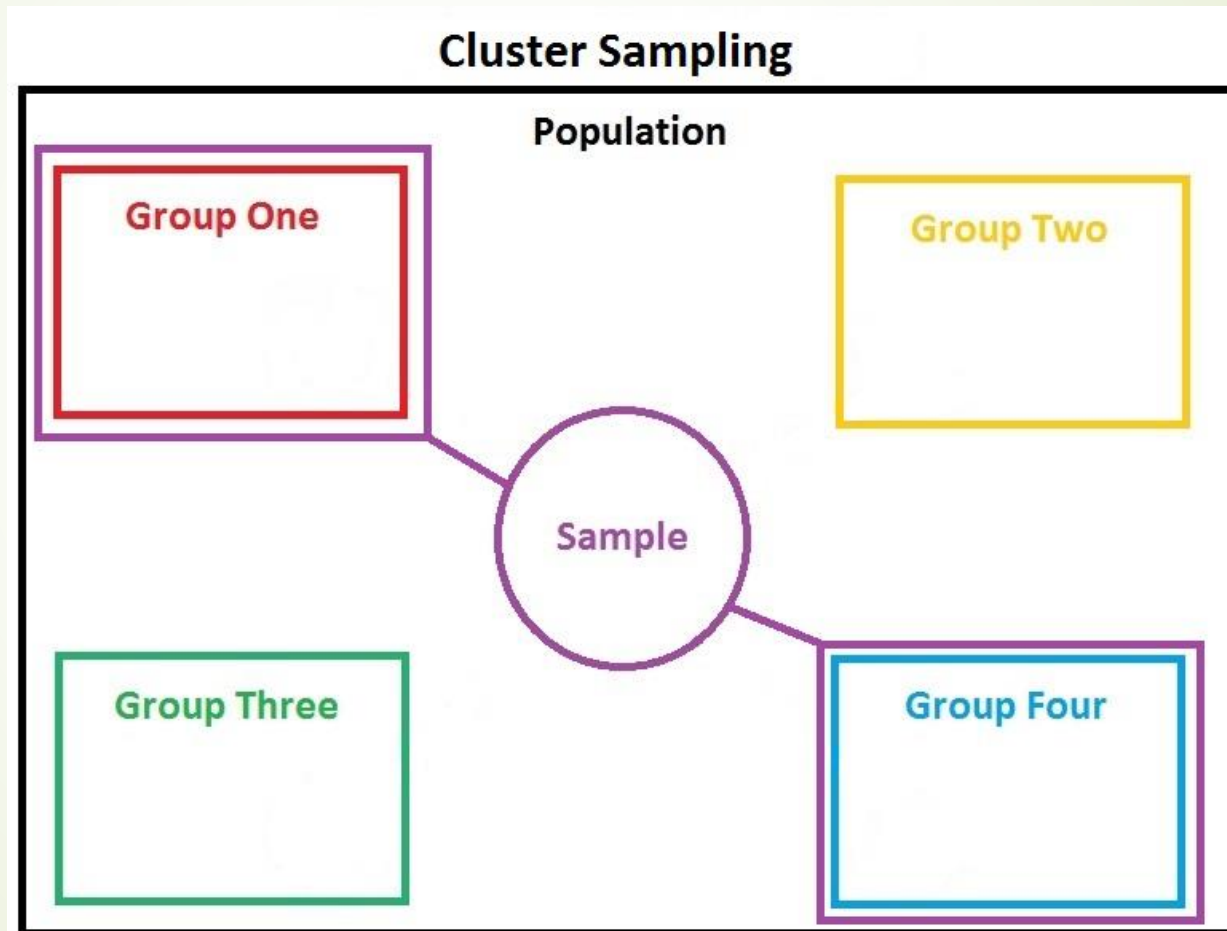 Cluster Sampling
Population
Group One
Group Two
Sample
Group Three
Group Four